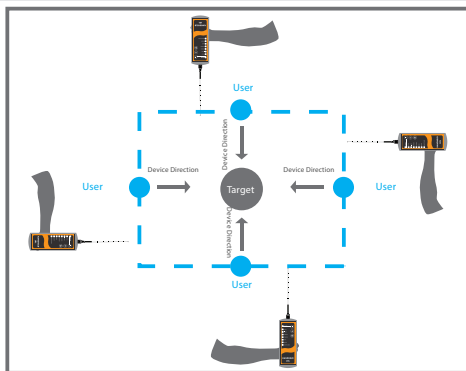 User
Device Direction
Device Direction
Device Direction
User
Target
User
Device Direction
User